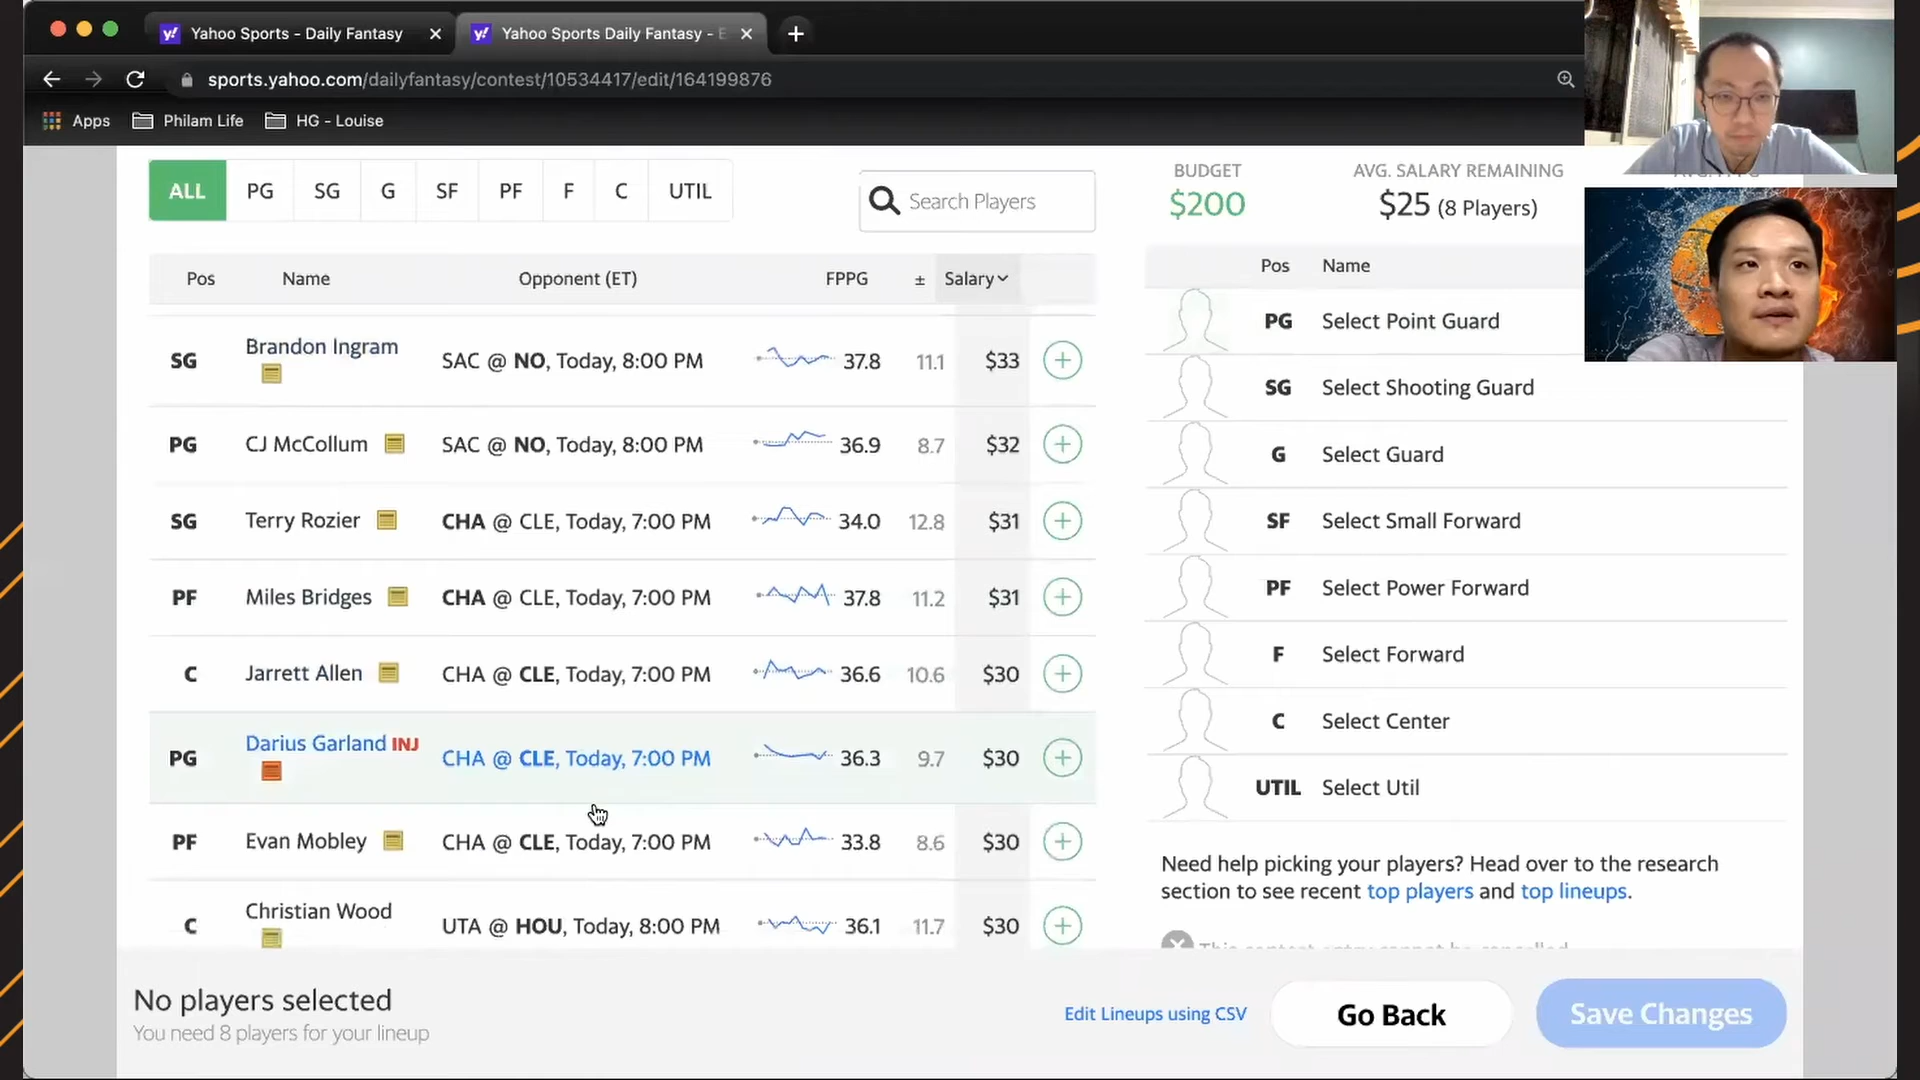 Yahoo Sports - Daily Fantasy
Yahoo Sports Daily Fantasy - E
sports.yahoo.com/dailyfantasy/contest/10534417/edit/164199876
Apps Philam Life HG - Louise
ALL PG SG G SF PF F C UTIL
Search Players
BUDGET
$200
AVG. SALARY REMAINING
$25 (8 Players)
Pos Name Opponent (ET) FPPG ± Salary
SG Brandon Ingram SAC @ NO, Today, 8:00 PM 37.8 11.1 $33
PG CJ McCollum SAC @ NO, Today, 8:00 PM 36.9 8.7 $32
SG Terry Rozier CHA @ CLE, Today, 7:00 PM 34.0 12.8 $31
PF Miles Bridges CHA @ CLE, Today, 7:00 PM 37.8 11.2 $31
C Jarrett Allen CHA @ CLE, Today, 7:00 PM 36.6 10.6 $30
PG Darius Garland INJ CHA @ CLE, Today, 7:00 PM 36.3 9.7 $30
PF Evan Mobley CHA @ CLE, Today, 7:00 PM 33.8 8.6 $30
C Christian Wood UTA @ HOU, Today, 8:00 PM 36.1 11.7 $30
Pos Name
PG Select Point Guard
SG Select Shooting Guard
G Select Guard
SF Select Small Forward
PF Select Power Forward
F Select Forward
C Select Center
UTIL Select Util
Need help picking your players? Head over to the research
section to see recent top players and top lineups.
This contest entry cannot be cancelled
No players selected
You need 8 players for your lineup
Edit Lineups using CSV
Go Back
Save Changes